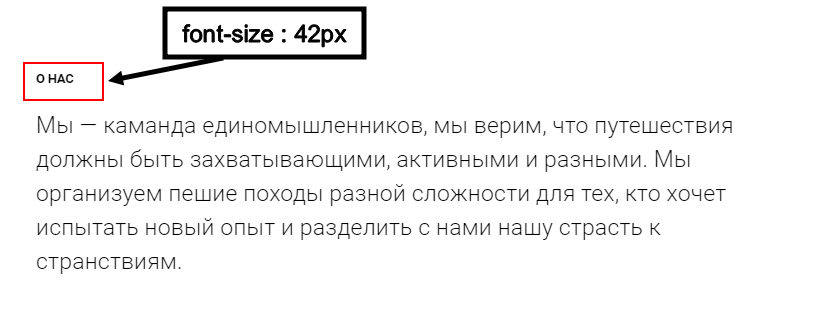 font-size : 42px
О НАС
Мы — каманда единомышленников, мы верим, что путешествия
должны быть захватывающими, активными и разными. Мы
организуем пешие походы разной сложности для тех, кто хочет
испытать новый опыт и разделить с нами нашу страсть к
странствиям.